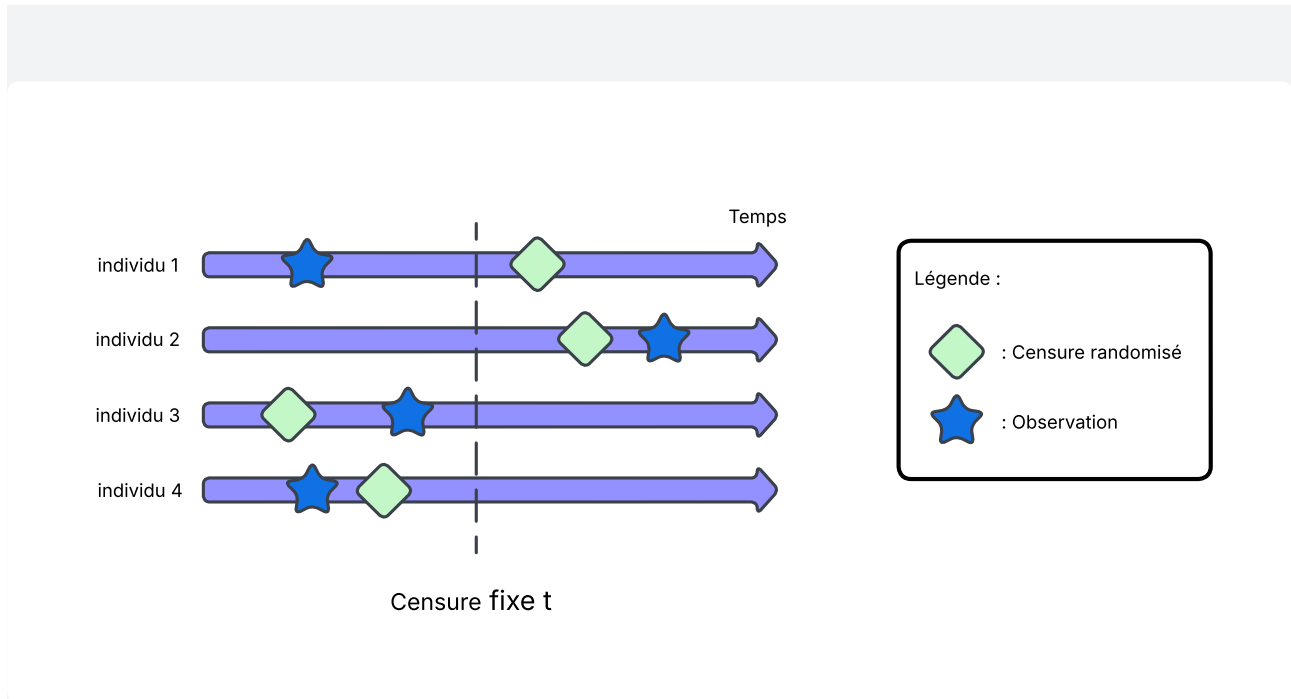 Temps
individu 1
individu 2
individu 3
individu 4
Censure fixe t
Légende :
: Censure randomisé
: Observation